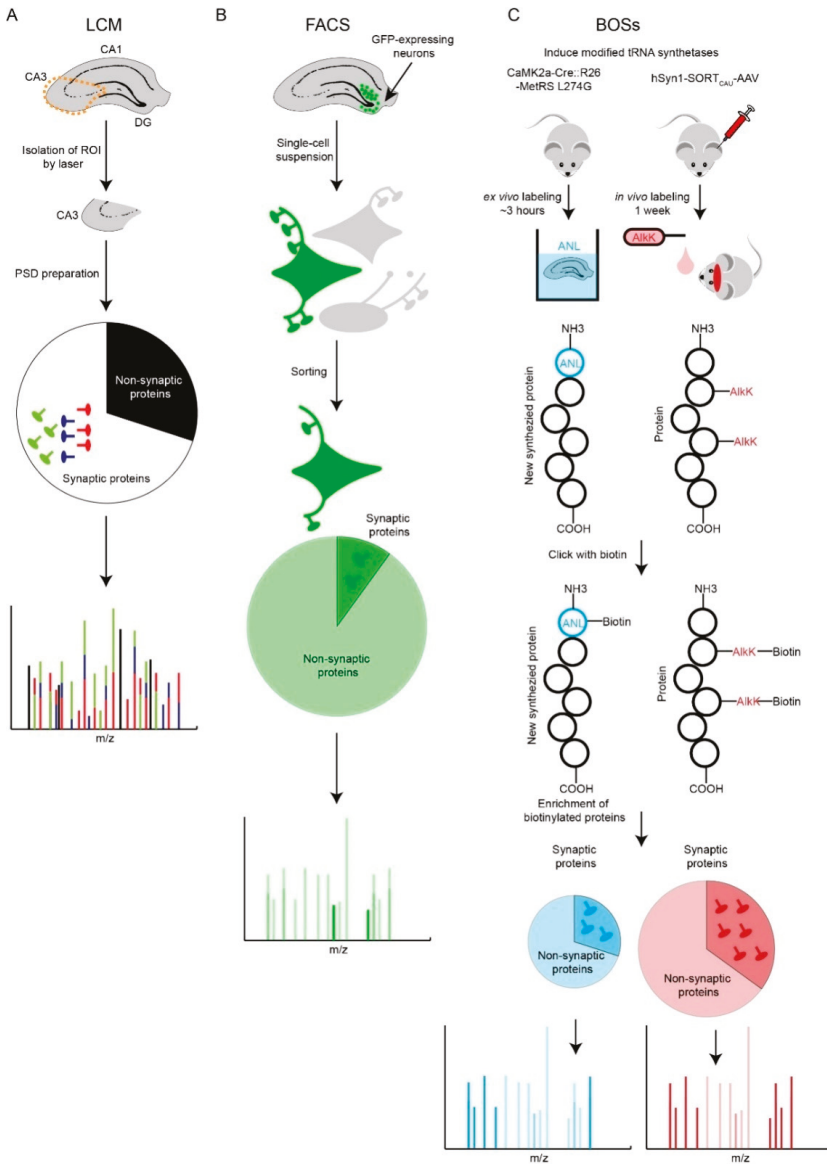 A
LCM
CA1
CA3
DG
Isolation of ROI
by laser
CA3
PSD preparation
Non-synaptic
proteins
Synaptic proteins
m/z
B
FACS
GFP-expressing
neurons
Single-cell
suspension
Sorting
Synaptic
proteins
Non-synaptic
proteins
m/z
C
BOSs
Induce modified tRNA synthetases
CaMK2a-Cre::R26
-MetRS L274G
hSyn1-SORTCAU-AAV
ex vivo labeling
~3 hours
in vivo labeling
1 week
ANL
AlkK
NH3
ANL
New synthezied protein
COOH
NH3
AlkK
AlkK
Protein
COOH
Click with biotin
NH3
ANL
Biotin
New synthezied protein
COOH
NH3
AlkK
Biotin
AlkK
Biotin
Protein
COOH
Enrichment of
biotinylated proteins
Synaptic
proteins
Non-synaptic
proteins
m/z
Synaptic
proteins
Non-synaptic
proteins
m/z